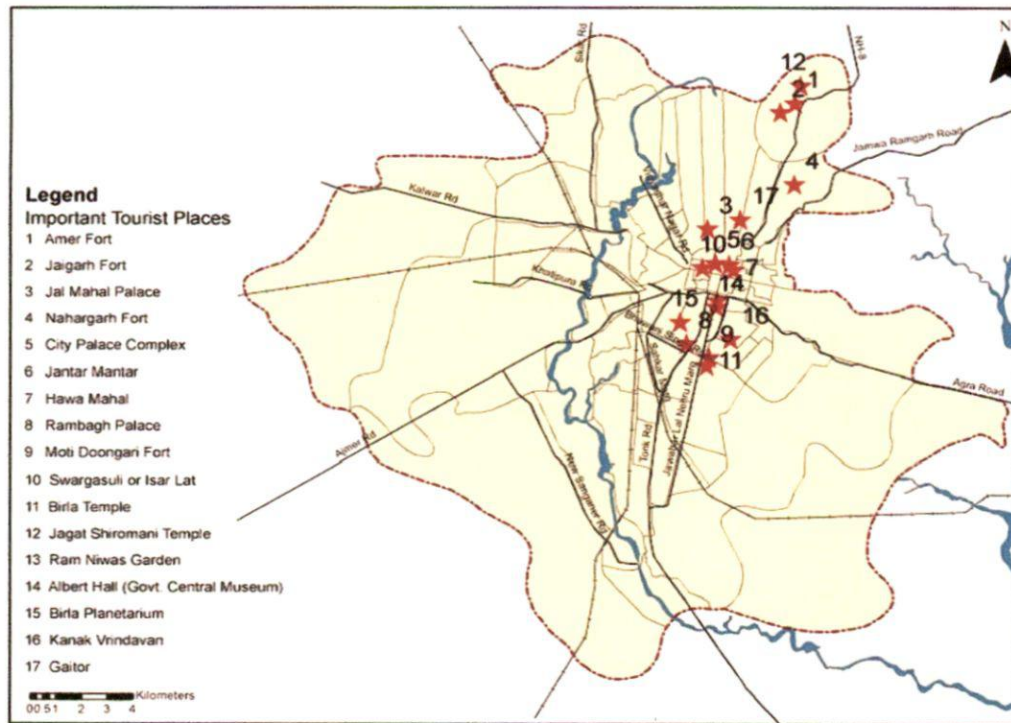 N
Sikar Rd
NH-8
12
1
2
Jamwa Ramgarh Road
4
17
Kalwar Rd
3
10
5
6
7
14
15
8
16
9
11
Agra Road
Ajmer Rd
Tonk Rd
Jawahar Lal Nehru Marg
New Sanganer Rd
Legend
Important Tourist Places
1 Amer Fort
2 Jaigarh Fort
3 Jal Mahal Palace
4 Nahargarh Fort
5 City Palace Complex
6 Jantar Mantar
7 Hawa Mahal
8 Rambagh Palace
9 Moti Doongari Fort
10 Swargasuli or Isar Lat
11 Birla Temple
12 Jagat Shiromani Temple
13 Ram Niwas Garden
14 Albert Hall (Govt. Central Museum)
15 Birla Planetarium
16 Kanak Vrindavan
17 Gaitor
Kilometers
00.51 2 3 4